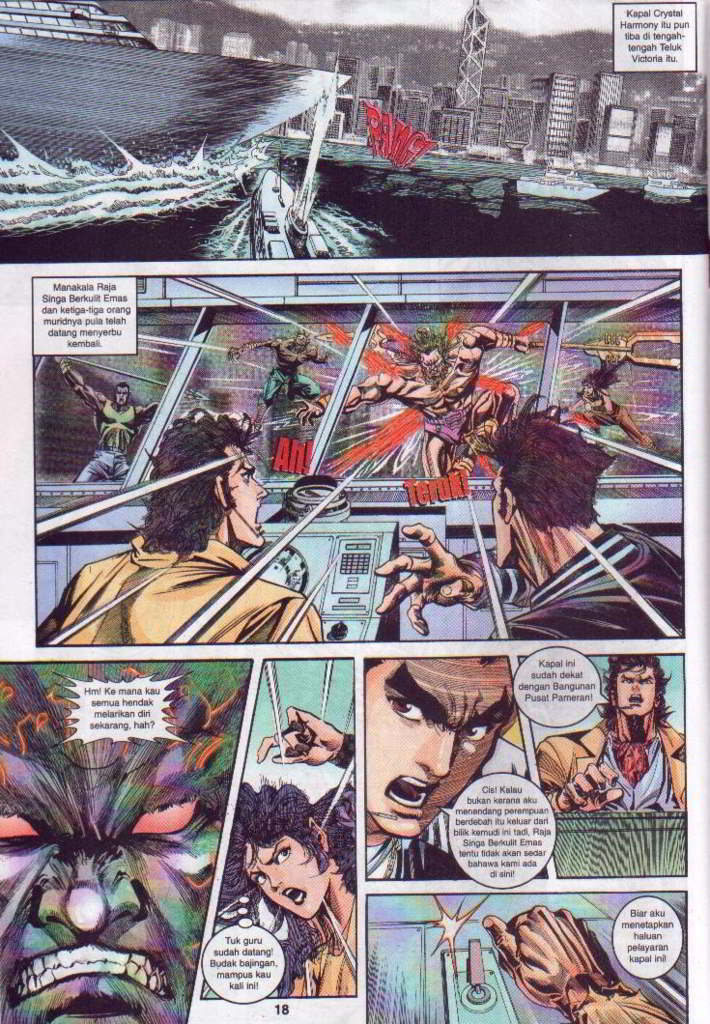 Kapal Crystal
Harmony itu pun
tiba di tengah-
tengah Teluk
Victoria itu.
RANG!
Manakala Raja
Singa Berkulit Emas
dan ketiga-tiga orang
muridnya pula telah
datang menyerbu
kembali.
Ah!
Teruk!
Hm! Ke mana kau
semua hendak
melarikan diri
sekarang, hah?
Tuk guru
sudah datang!
Budak bajingan,
mampus kau
kali ini!
Cis! Kalau
bukan kerana aku
menendang perempuan
berdebah itu keluar dari
bilik kemudi ini tadi, Raja
Singa Berkulit Emas
tentu tidak akan sedar
bahawa kami ada
di sini!
Kapal ini
sudah dekat
dengan Bangunan
Pusat Pameran!
Biar aku
menetapkan
haluan
pelayaran
kapal ini!
18